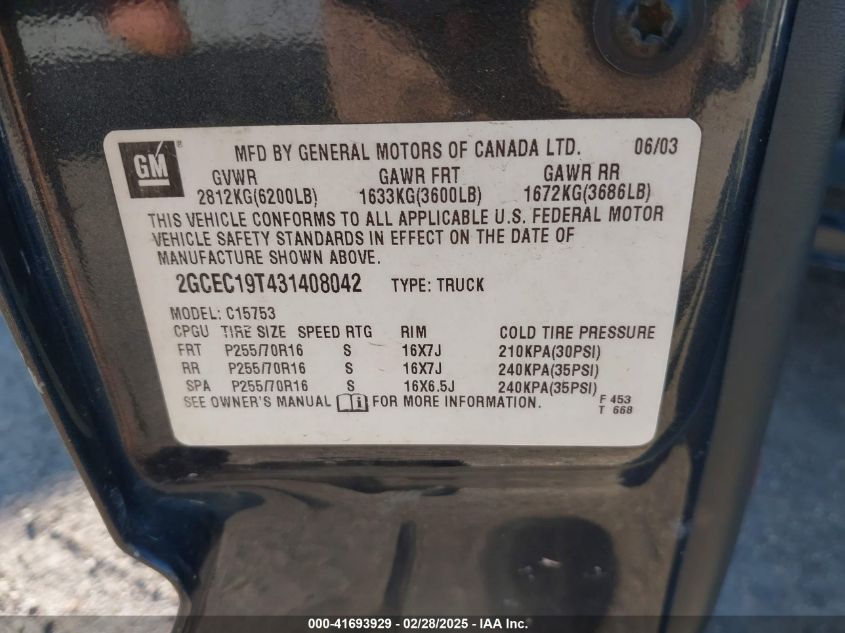 GM ®
MFD BY GENERAL MOTORS OF CANADA LTD. 06/03
GVWR GAWR FRT GAWR RR
2812KG(6200LB) 1633KG(3600LB) 1672KG(3686LB)
THIS VEHICLE CONFORMS TO ALL APPLICABLE U.S. FEDERAL MOTOR
VEHICLE SAFETY STANDARDS IN EFFECT ON THE DATE OF
MANUFACTURE SHOWN ABOVE.
2GCEC19T431408042 TYPE: TRUCK
MODEL: C15753
CPGU TIRE SIZE SPEED RTG RIM COLD TIRE PRESSURE
FRT P255/70R16 S 16X7J 210KPA(30PSI)
RR P255/70R16 S 16X7J 240KPA(35PSI)
SPA P255/70R16 S 16X6.5J 240KPA(35PSI)
SEE OWNER'S MANUAL i FOR MORE INFORMATION.
F 453
T 668
000-41693929 - 02/28/2025 - IAA Inc.